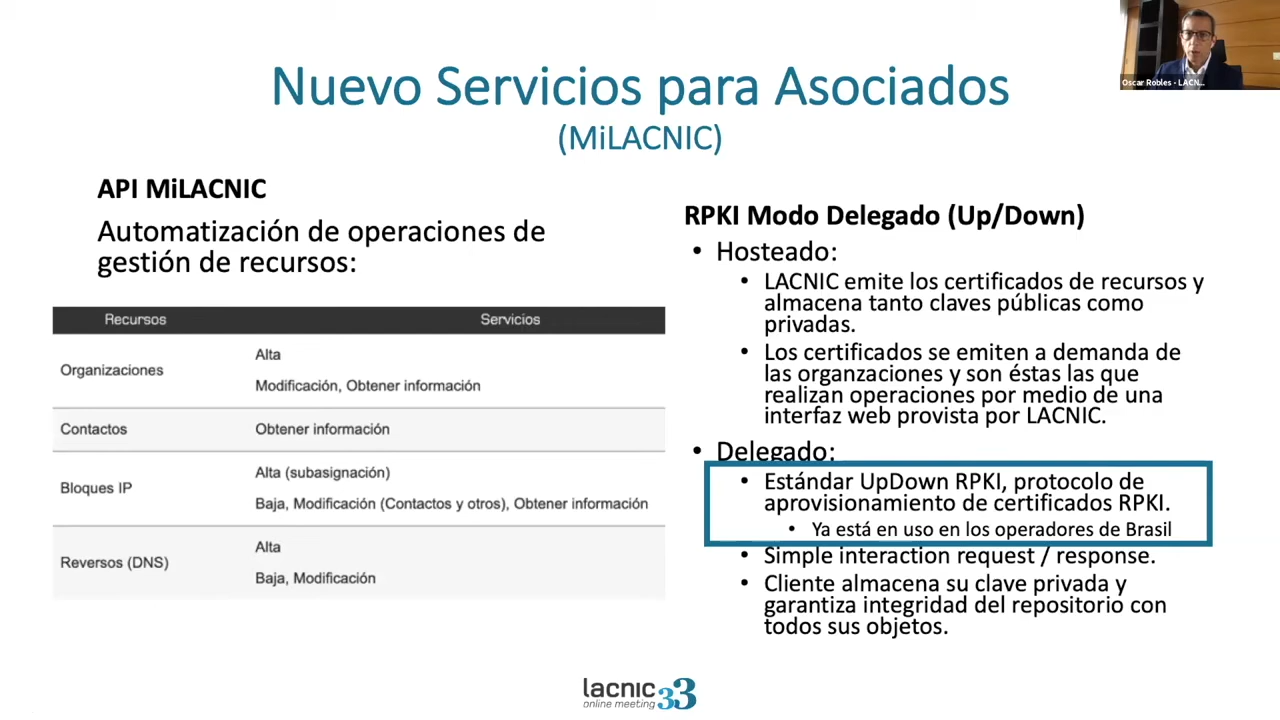 Nuevo Servicios para Asociados
(MiLACNIC)
API MiLACNIC
Automatización de operaciones de
gestión de recursos:
Recursos Servicios
Organizaciones
Alta
Modificación, Obtener información
Contactos
Obtener información
Bloques IP
Alta (subasignación)
Baja, Modificación (Contactos y otros), Obtener información
Reversos (DNS)
Alta
Baja, Modificación
RPKI Modo Delegado (Up/Down)
• Hosteado:
• LACNIC emite los certificados de recursos y
almacena tanto claves públicas como
privadas.
• Los certificados se emiten a demanda de
las organzaciones y son éstas las que
realizan operaciones por medio de una
interfaz web provista por LACNIC.
• Delegado:
• Estándar UpDown RPKI, protocolo de
aprovisionamiento de certificados RPKI.
• Ya está en uso en los operadores de Brasil
• Simple interaction request / response.
• Cliente almacena su clave privada y
garantiza integridad del repositorio con
todos sus objetos.
lacnic 33
online meeting
Oscar Robles - LACN...